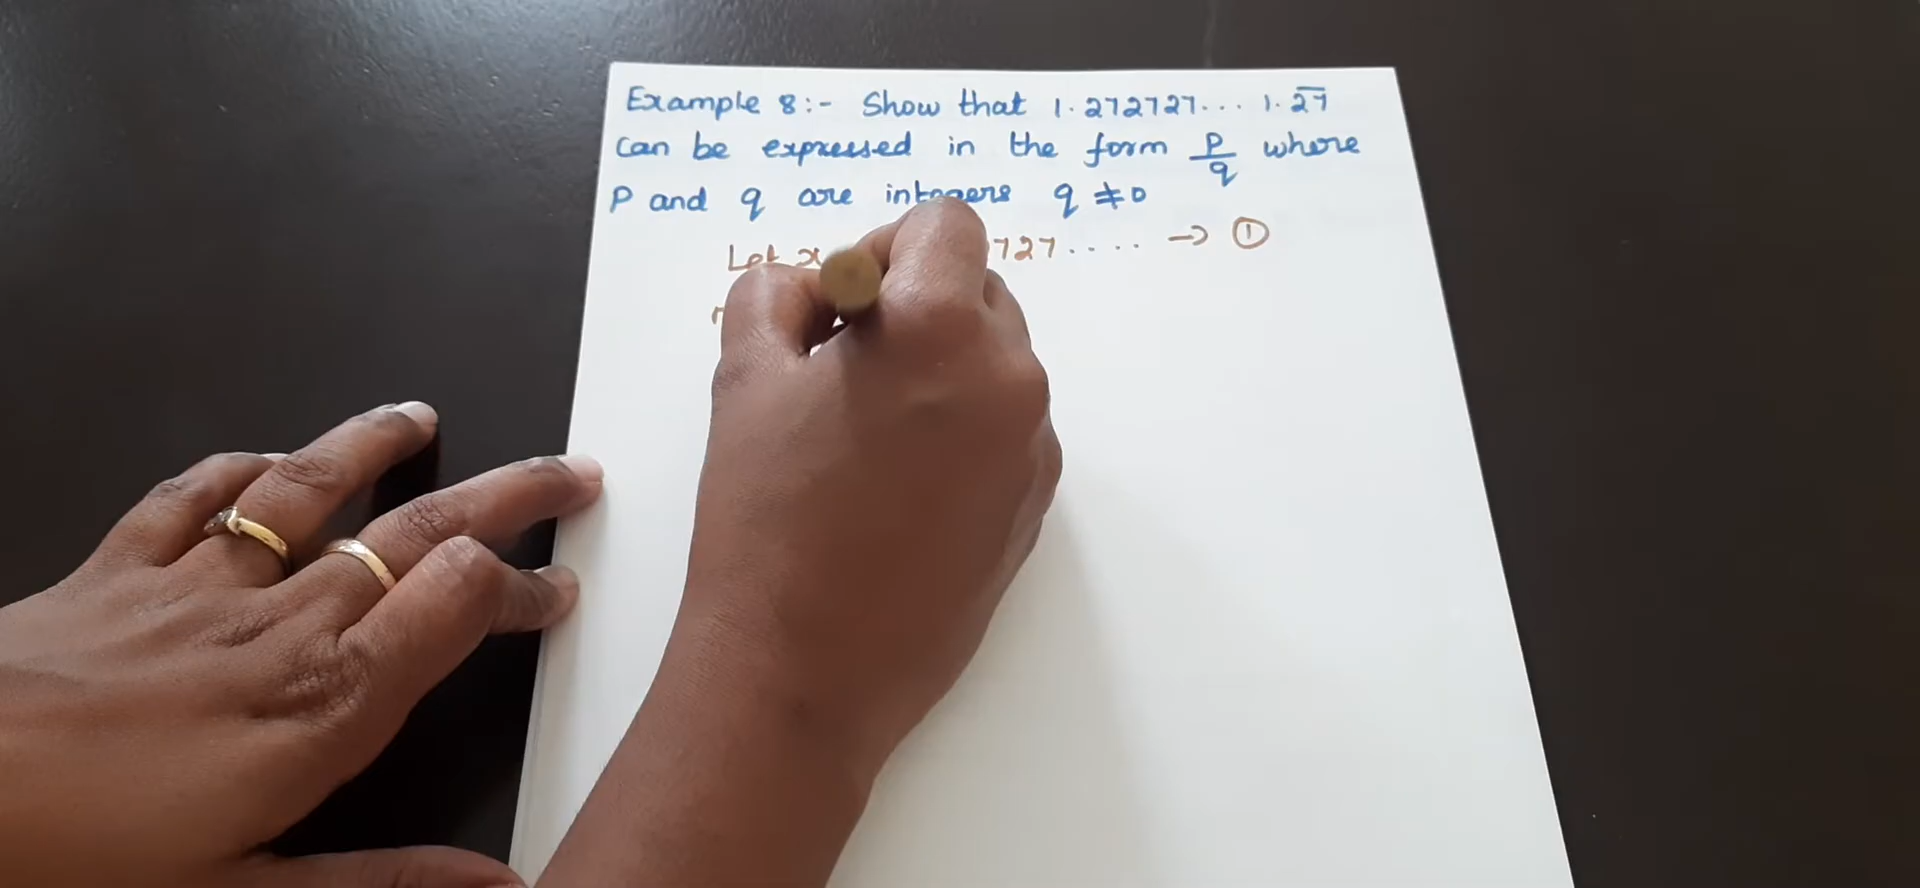 Example 8:- Show that 1.272727... 1.2̅7̅
can be expressed in the form p/q where
P and q are integers q ≠ 0
Let x 727.... → ①